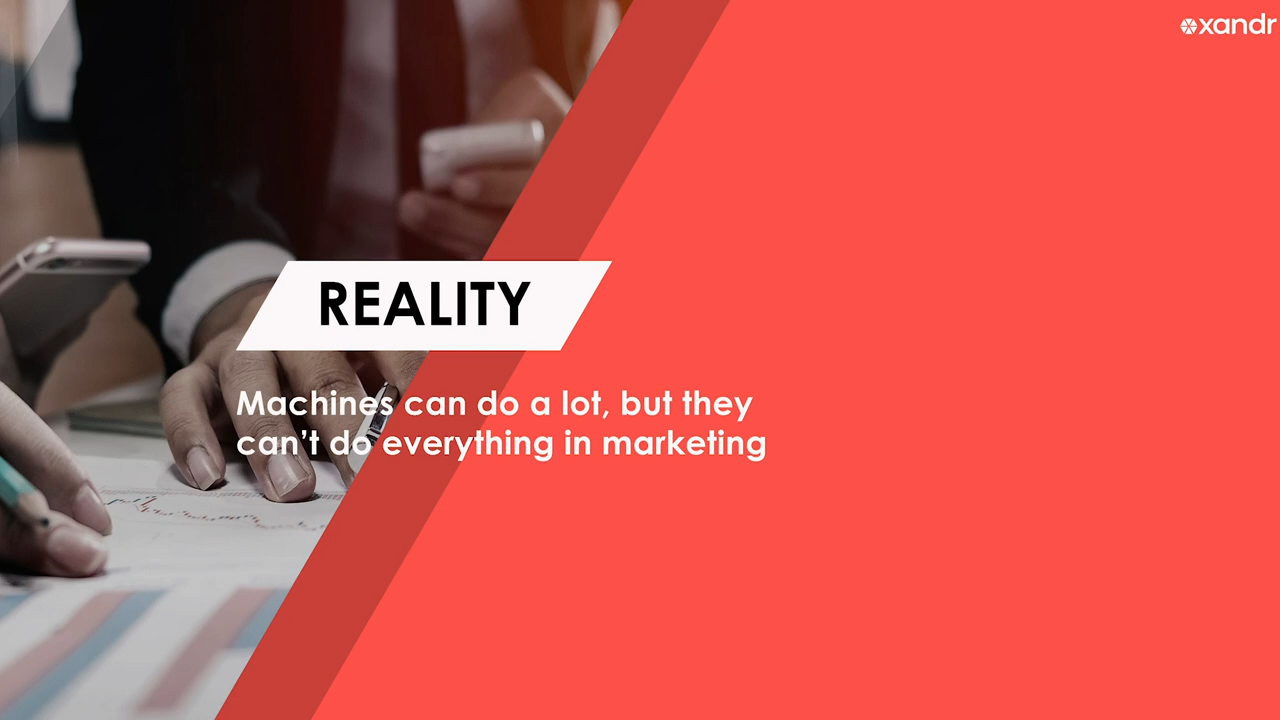 xandr
REALITY
Machines can do a lot, but they
can't do everything in marketing